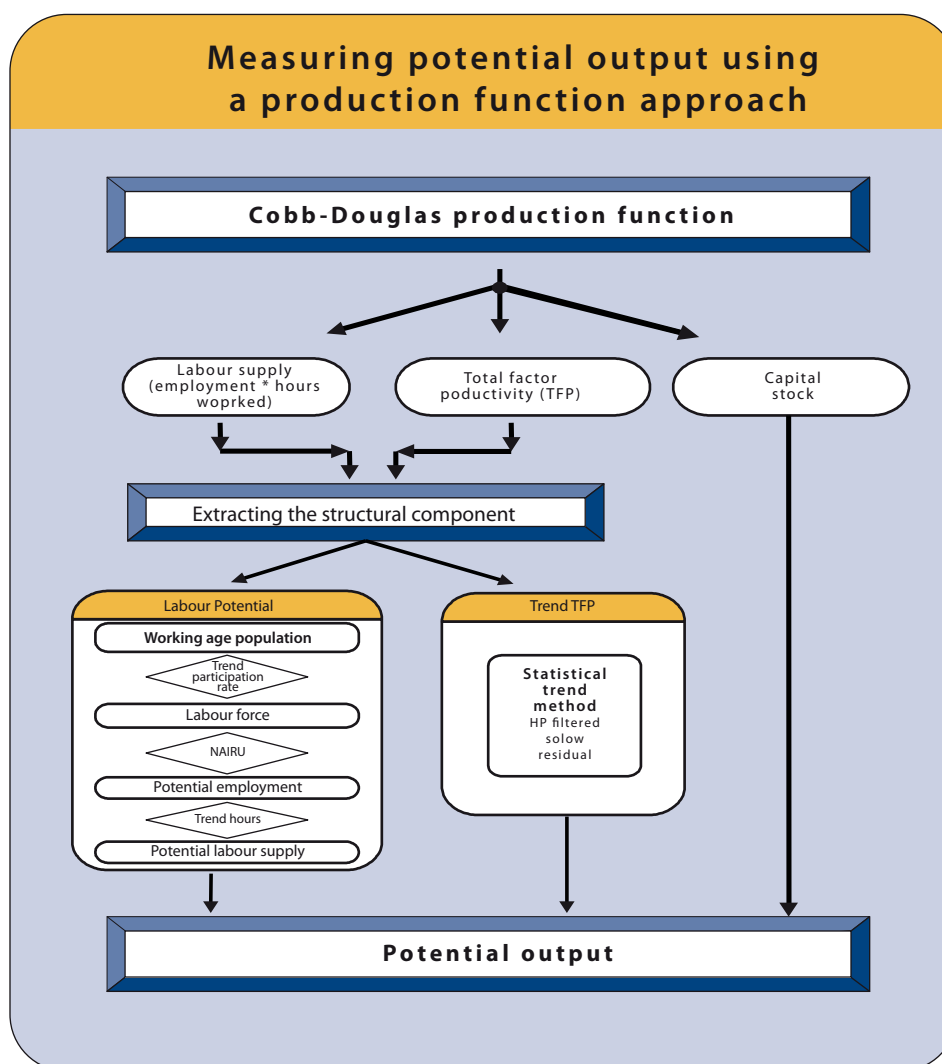 Measuring potential output using
a production function approach
Cobb-Douglas production function
Labour supply
(employment * hours
woprked)
Total factor
poductivity (TFP)
Capital
stock
Extracting the structural component
Labour Potential
Working age population
Trend
participation
rate
Labour force
NAIRU
Potential employment
Trend hours
Potential labour supply
Trend TFP
Statistical
trend
method
HP filtered
solow
residual
Potential output